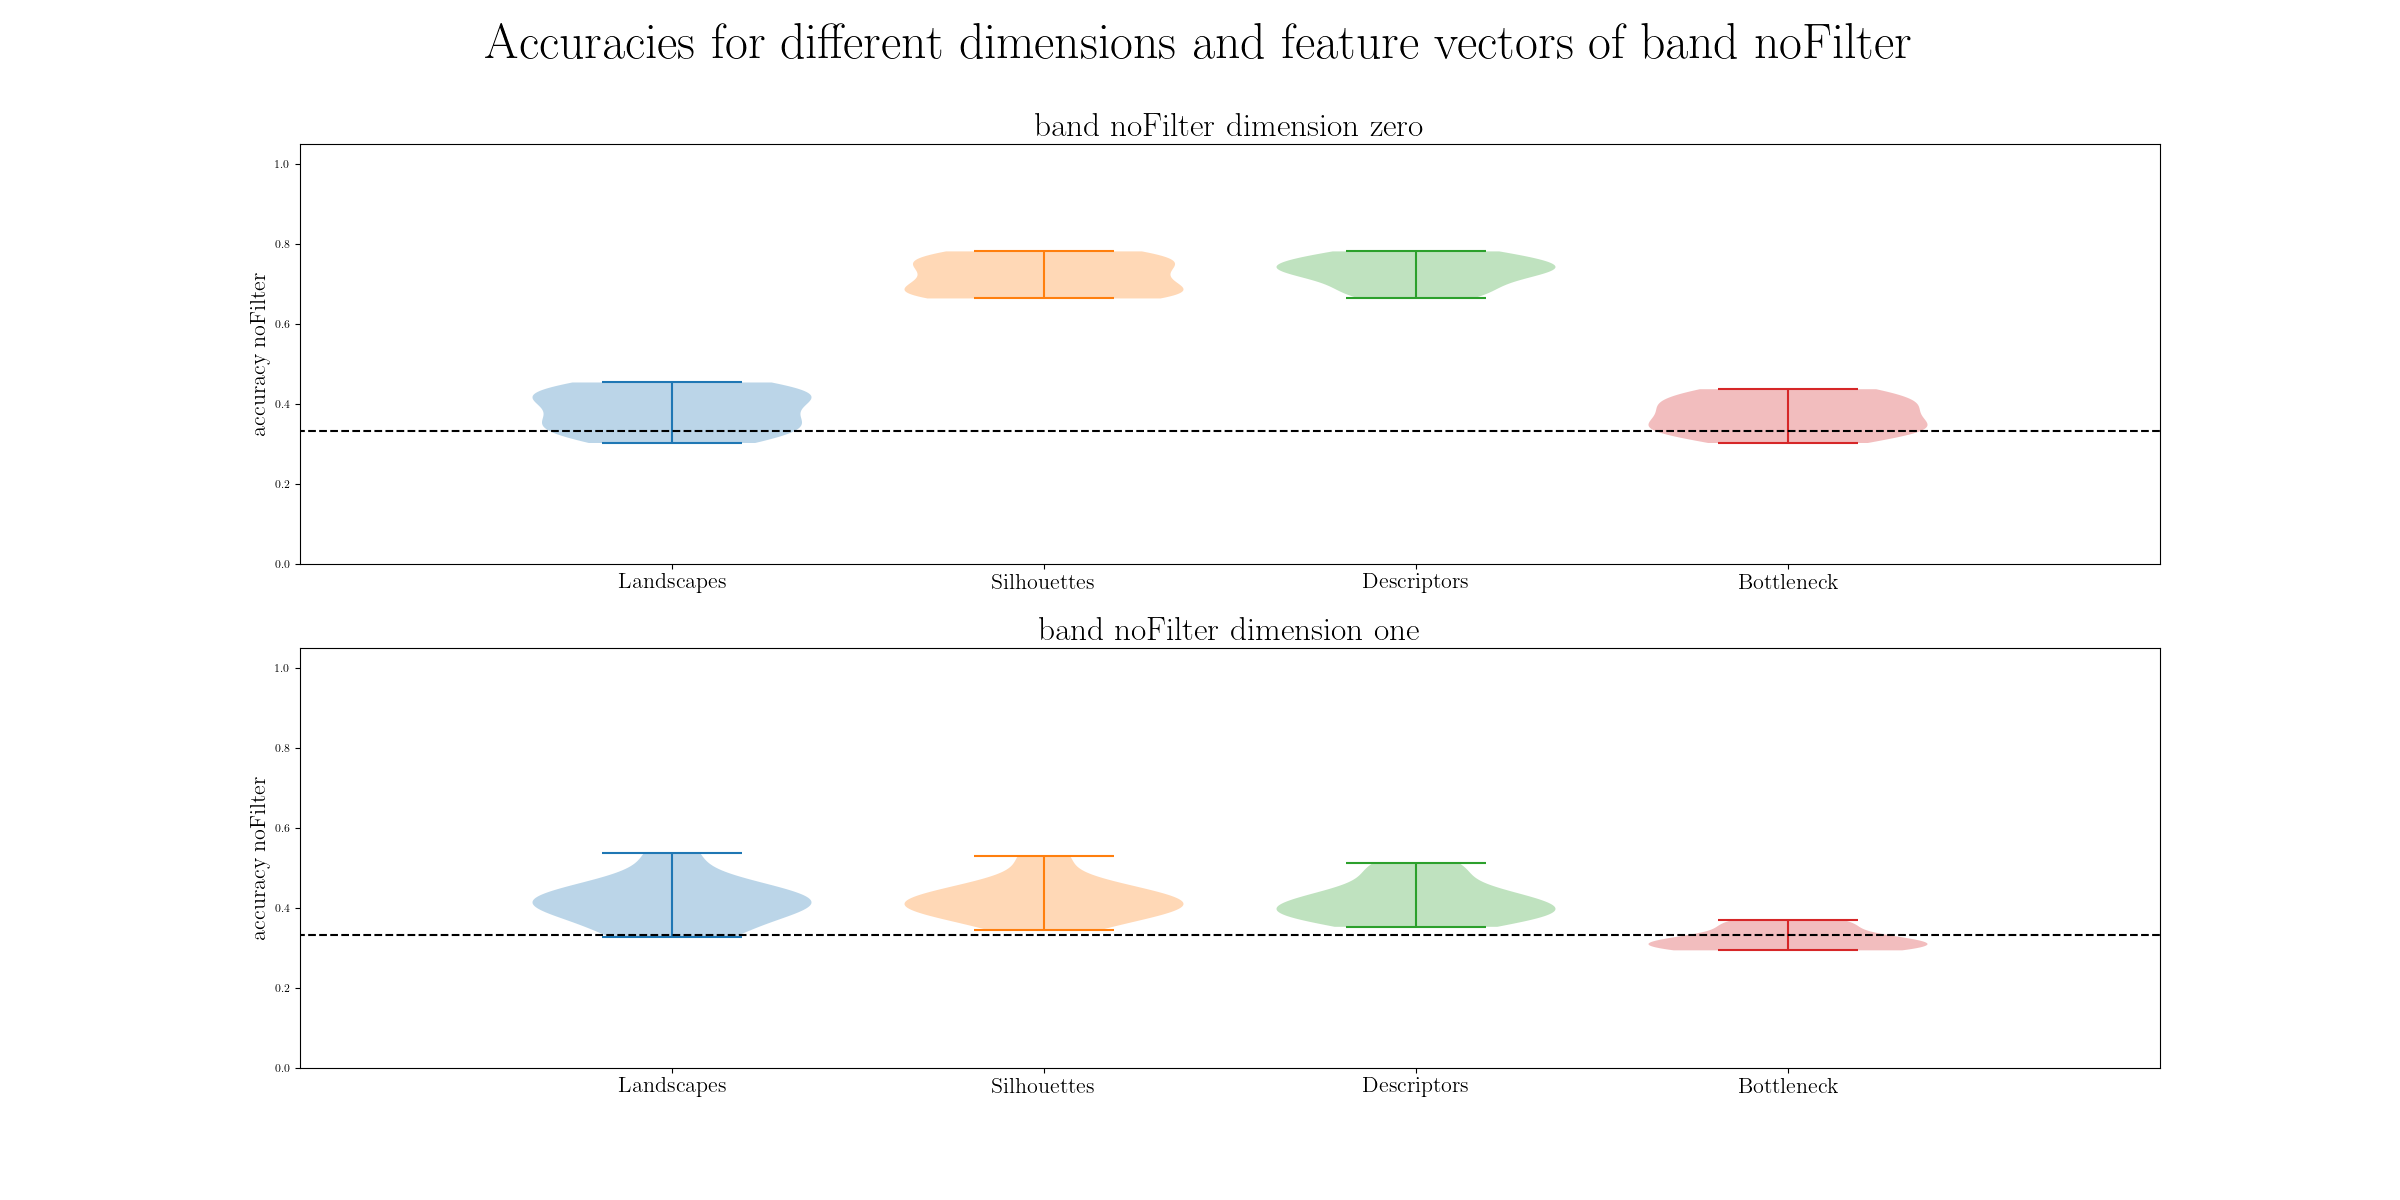 Accuracies for different dimensions and feature vectors of band noFilter
band noFilter dimension zero
accuracy noFilter
1.0
0.8
0.6
0.4
0.2
0.0
Landscapes Silhouettes Descriptors Bottleneck
band noFilter dimension one
accuracy noFilter
1.0
0.8
0.6
0.4
0.2
0.0
Landscapes Silhouettes Descriptors Bottleneck